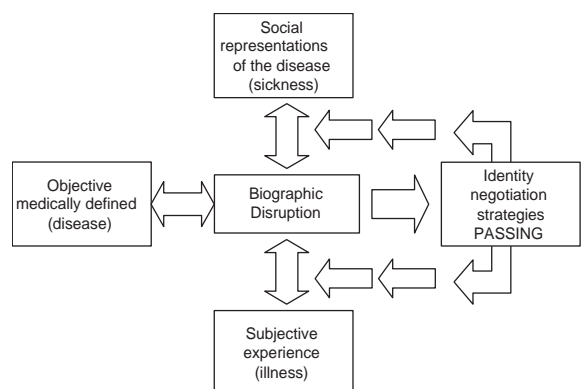 Social
representations
of the disease
(sickness)
Objective
medically defined
(disease)
Biographic
Disruption
Identity
negotiation
strategies
PASSING
Subjective
experience
(illness)